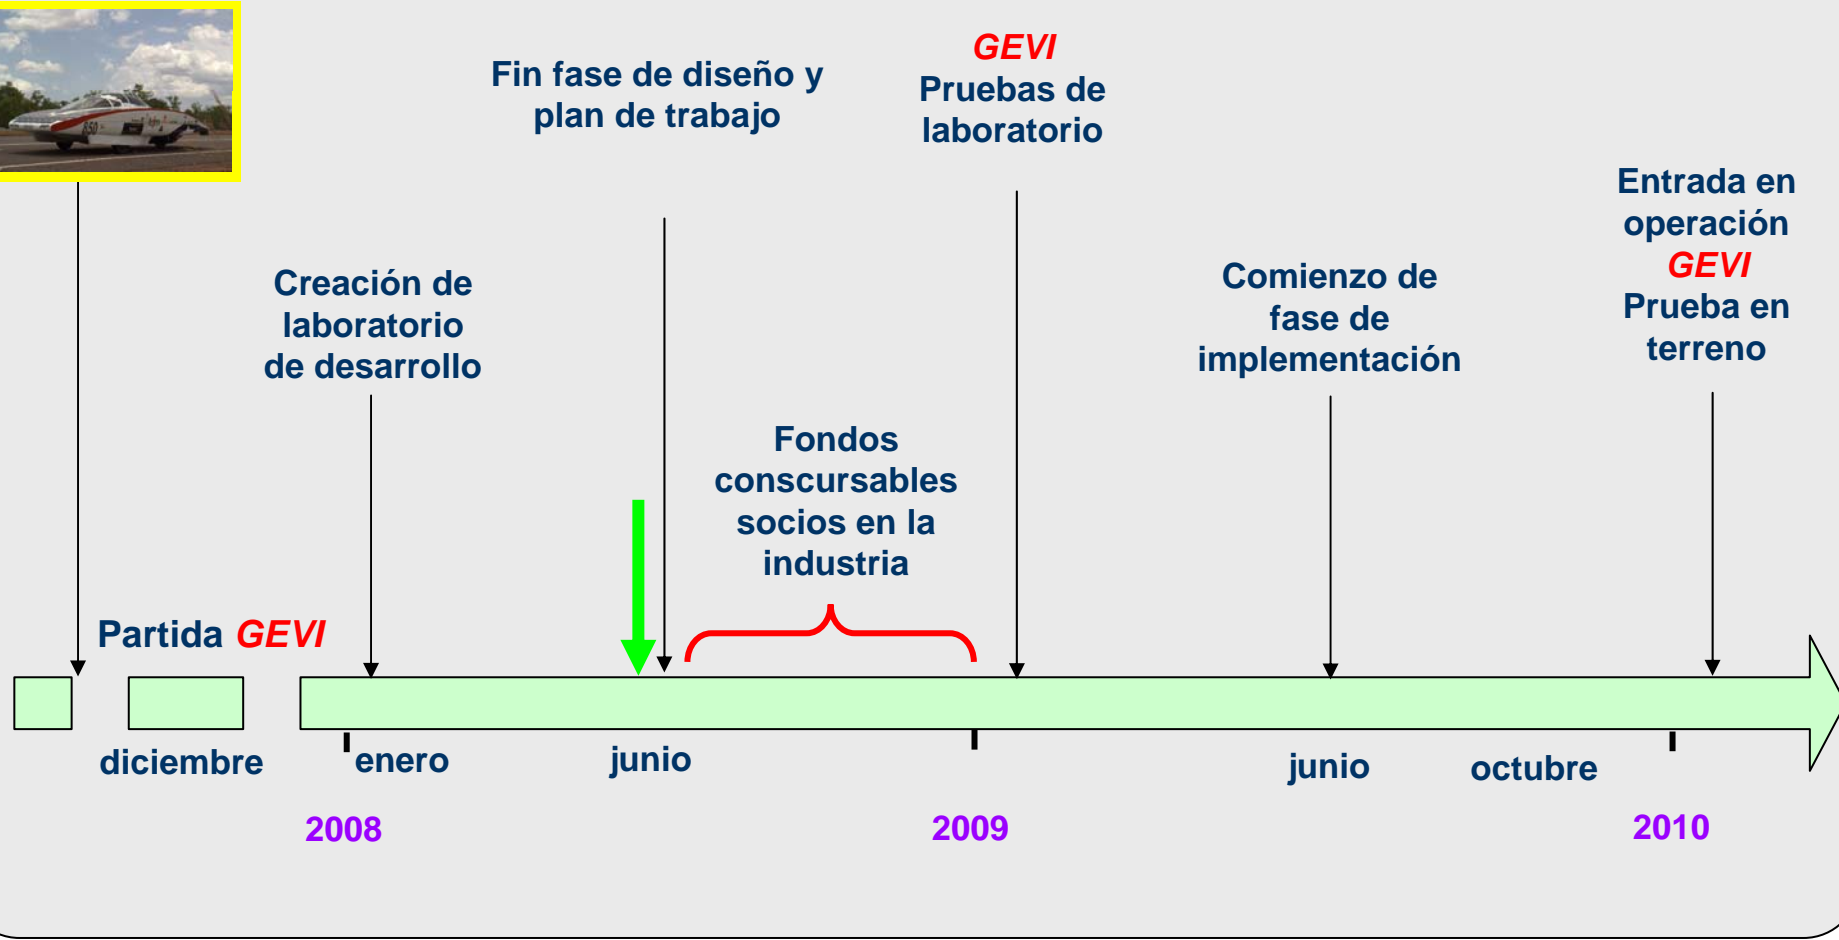 850
Fin fase de diseño y
plan de trabajo
GEVI
Pruebas de
laboratorio
Entrada en
operación
GEVI
Prueba en
terreno
Creación de
laboratorio
de desarrollo
Comienzo de
fase de
implementación
Fondos
conscursables
socios en la
industria
Partida GEVI
diciembre
enero
junio
junio
octubre
2008
2009
2010